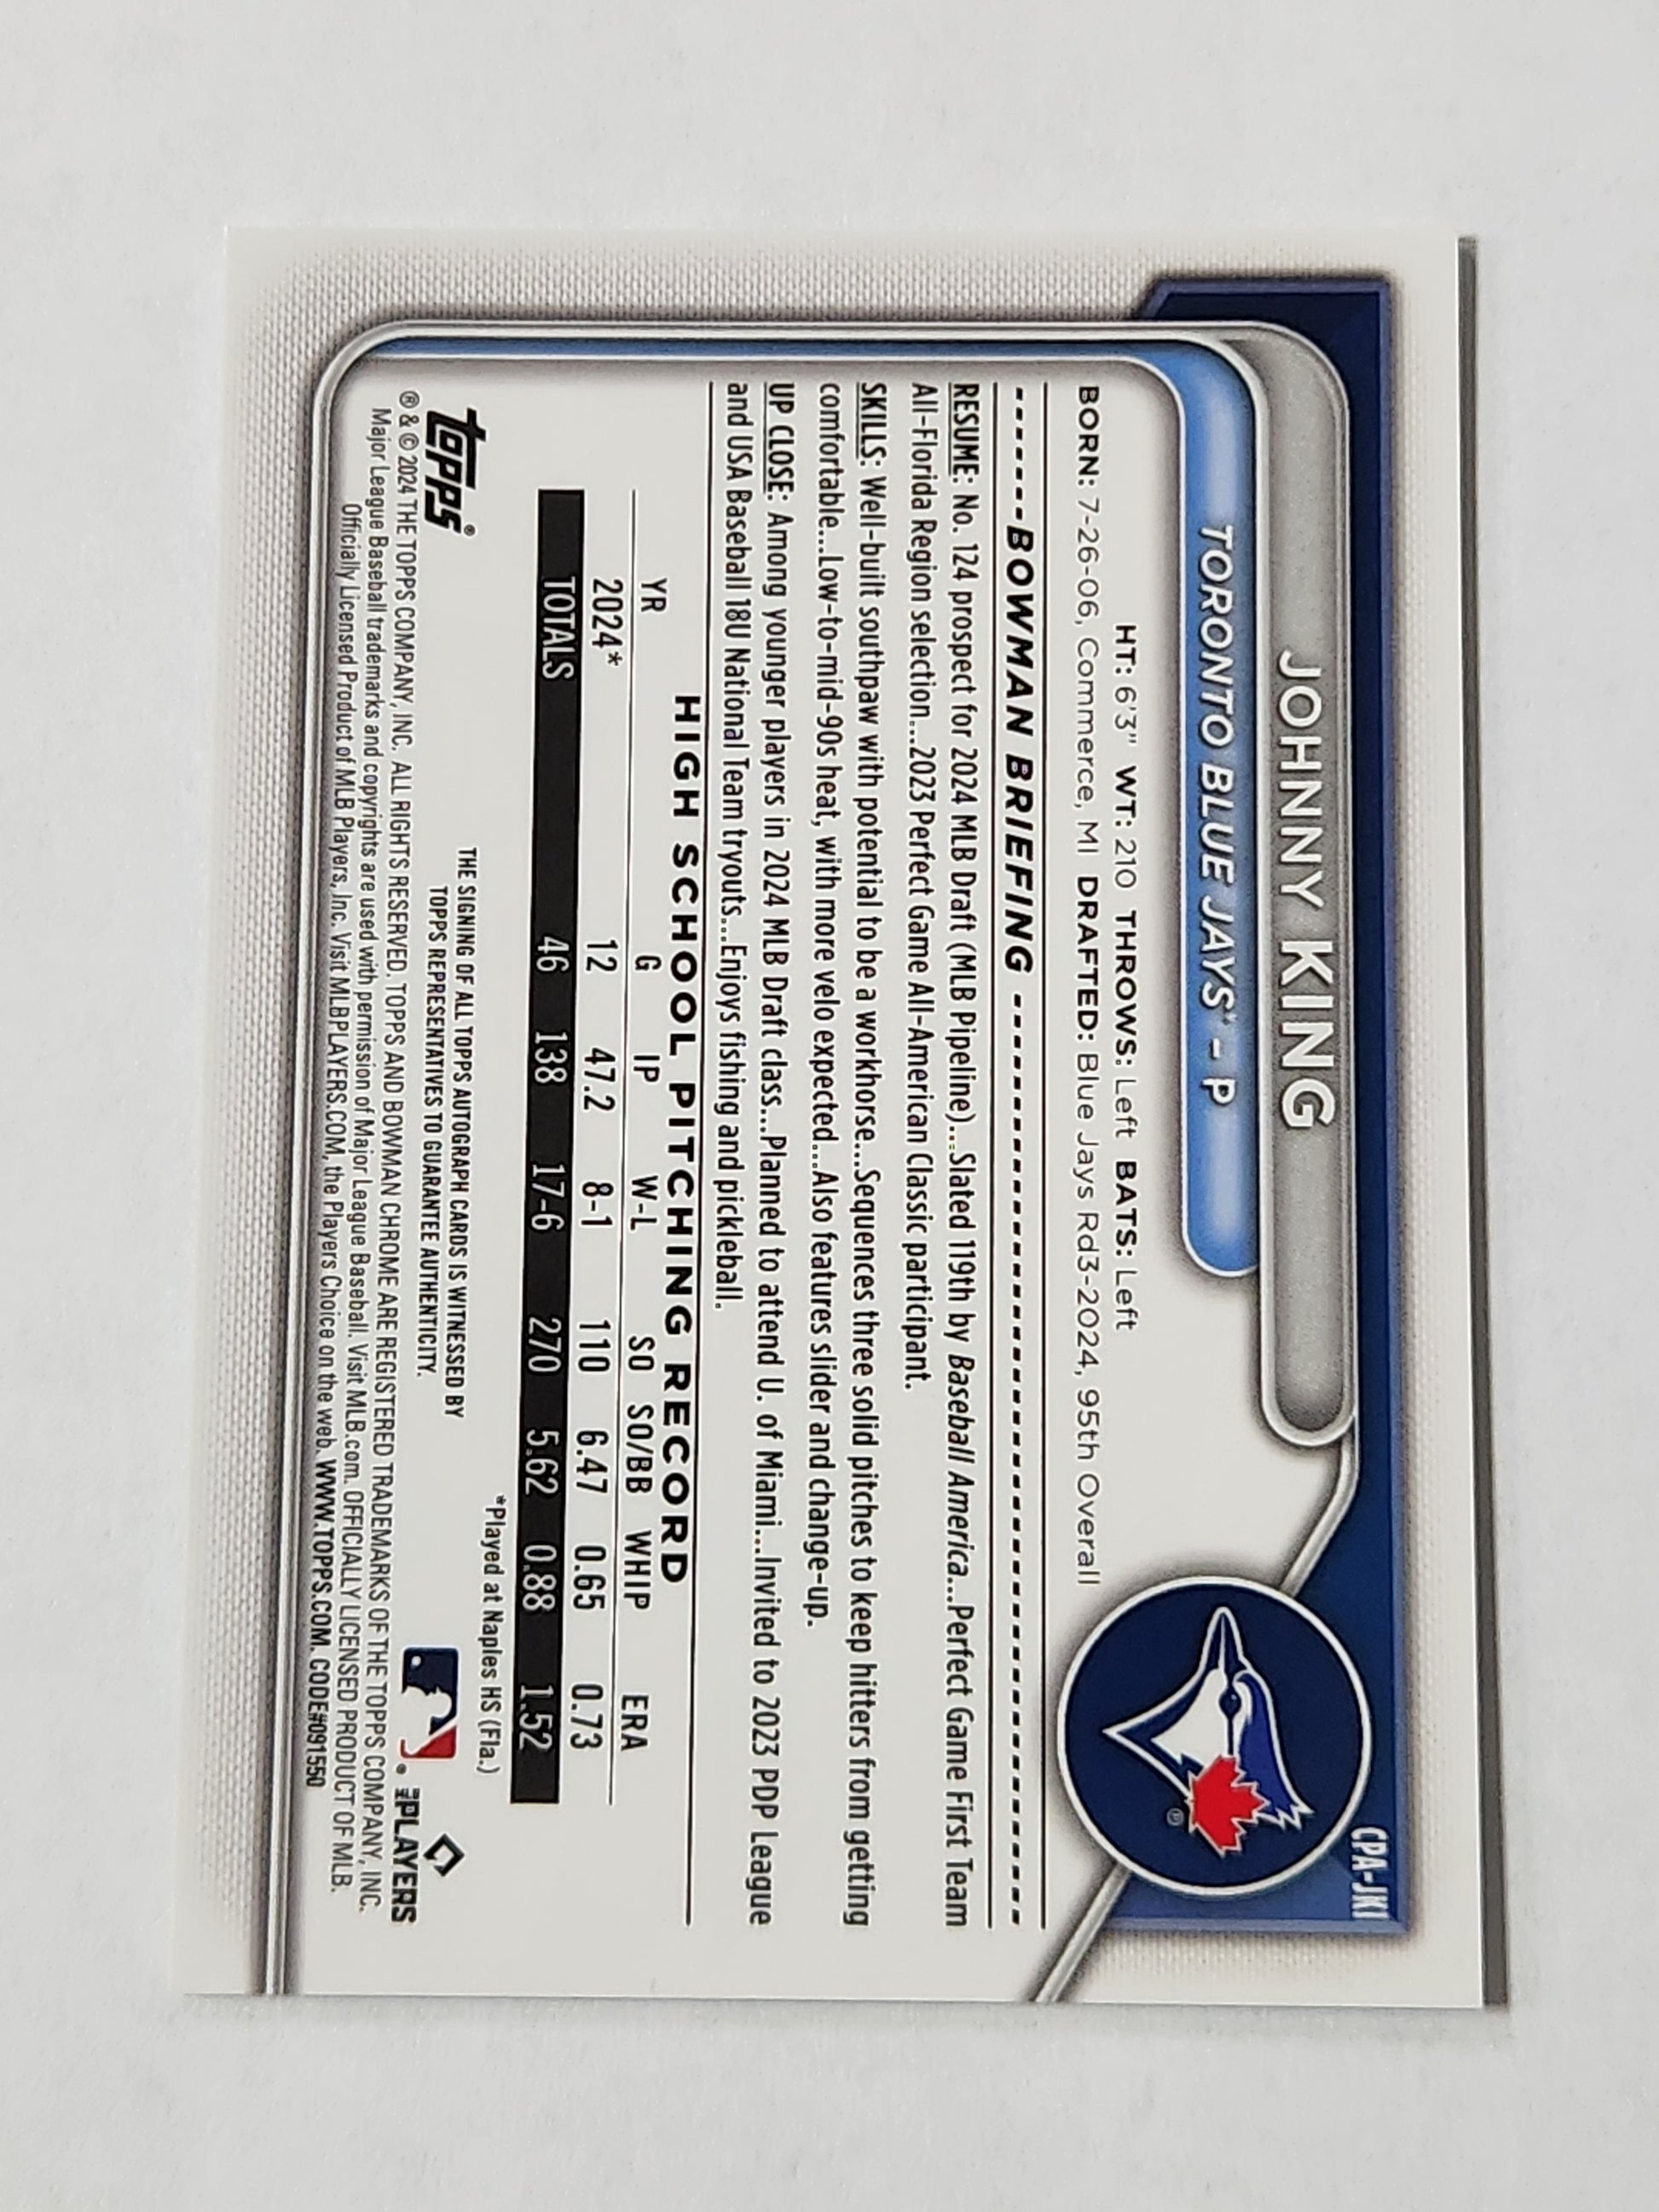 CPA-JKI
JOHNNY KING
TORONTO BLUE JAYS™ - P
HT: 6'3" WT: 210 THROWS: Left BATS: Left
BORN: 7-26-06, Commerce, MI DRAFTED: Blue Jays Rd3-2024, 95th Overall
BOWMAN BRIEFING
RESUME: No. 124 prospect for 2024 MLB Draft (MLB Pipeline)...Slated 119th by Baseball America...Perfect Game First Team
All-Florida Region selection...2023 Perfect Game All-American Classic participant.
SKILLS: Well-built southpaw with potential to be a workhorse...Sequences three solid pitches to keep hitters from getting
comfortable...Low-to-mid-90s heat, with more velo expected...Also features slider and change-up.
UP CLOSE: Among younger players in 2024 MLB Draft class...Planned to attend U. of Miami...Invited to 2023 PDP League
and USA Baseball 18U National Team tryouts...Enjoys fishing and pickleball.
HIGH SCHOOL PITCHING RECORD
YR G IP W-L SO SO/BB WHIP ERA
2024* 12 47.2 8-1 110 6.47 0.65 0.73
TOTALS 46 138 17-6 270 5.62 0.88 1.52
*Played at Naples HS (Fla.)
topps®
THE SIGNING OF ALL TOPPS AUTOGRAPH CARDS IS WITNESSED BY
TOPPS REPRESENTATIVES TO GUARANTEE AUTHENTICITY.
PLAYERS
® & © 2024 THE TOPPS COMPANY, INC. ALL RIGHTS RESERVED. TOPPS AND BOWMAN CHROME ARE REGISTERED TRADEMARKS OF THE TOPPS COMPANY, INC.
Major League Baseball trademarks and copyrights are used with permission of Major League Baseball. Visit MLB.com. OFFICIALLY LICENSED PRODUCT OF MLB.
Officially Licensed Product of MLB Players, Inc. Visit MLBPLAYERS.COM, the Players Choice on the web. WWW.TOPPS.COM. CODE#091550